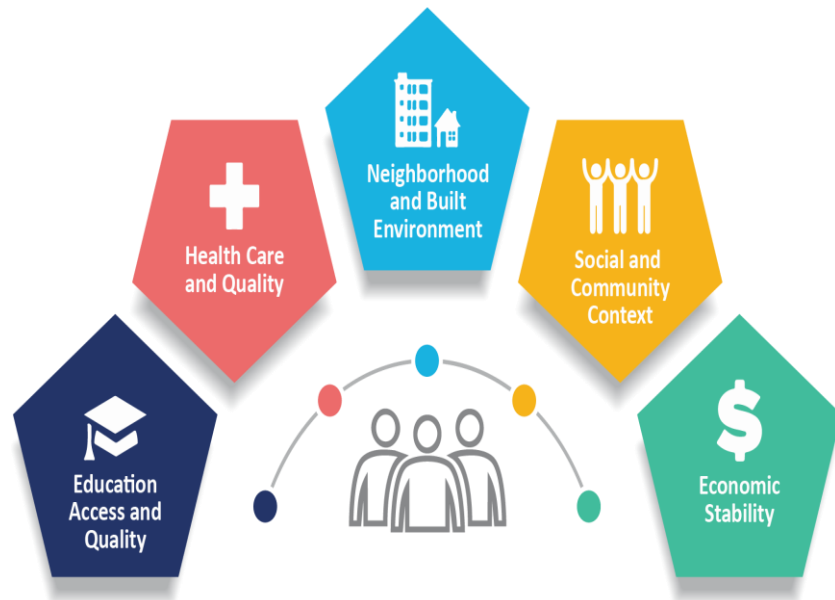 Neighborhood
and Built
Environment
Health Care
and Quality
Social and
Community
Context
Education
Access and
Quality
Economic
Stability